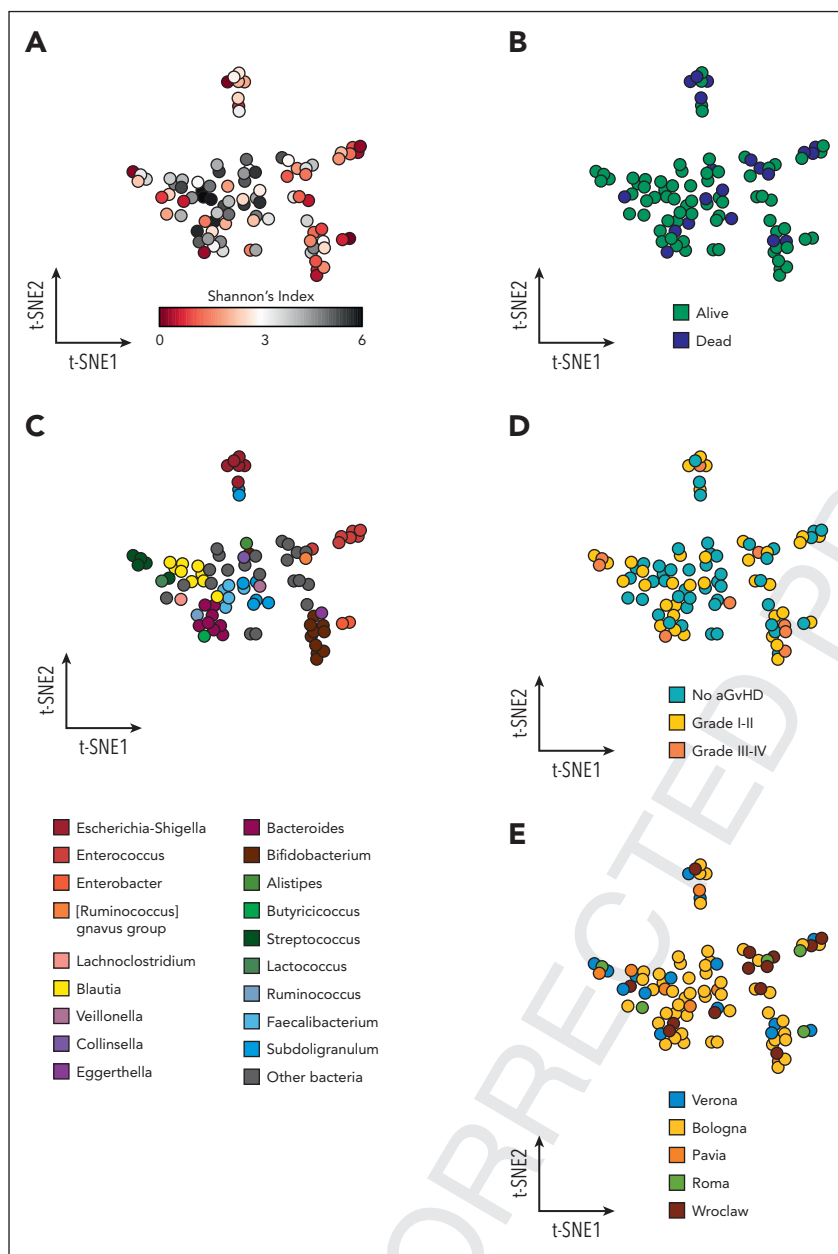 A
t-SNE2
t-SNE1
Shannon's Index
0
3
6
B
t-SNE2
t-SNE1
Alive
Dead
C
t-SNE2
t-SNE1
Escherichia-Shigella
Enterococcus
Enterobacter
[Ruminococcus]
gnavus group
Lachnoclostridium
Blautia
Veillonella
Collinsella
Eggerthella
Bacteroides
Bifidobacterium
Alistipes
Butyricicoccus
Streptococcus
Lactococcus
Ruminococcus
Faecalibacterium
Subdoligranulum
Other bacteria
D
t-SNE2
t-SNE1
No aGvHD
Grade I-II
Grade III-IV
E
t-SNE2
t-SNE1
Verona
Bologna
Pavia
Roma
Wroclaw